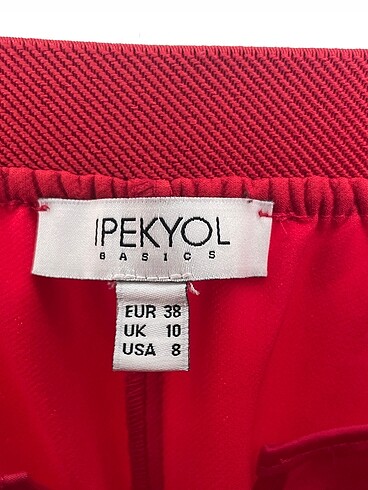 IPEKYOL
BASICS
EUR 38
UK 10
USA 8